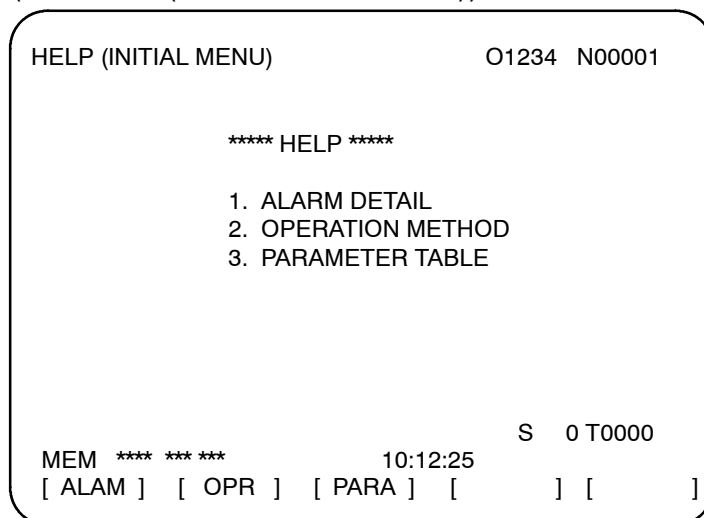 HELP (INITIAL MENU) O1234 N00001
***** HELP *****
1. ALARM DETAIL
2. OPERATION METHOD
3. PARAMETER TABLE
S 0 T0000
MEM **** *** *** 10:12:25
[ ALAM ] [ OPR ] [ PARA ] [ ] [ ]